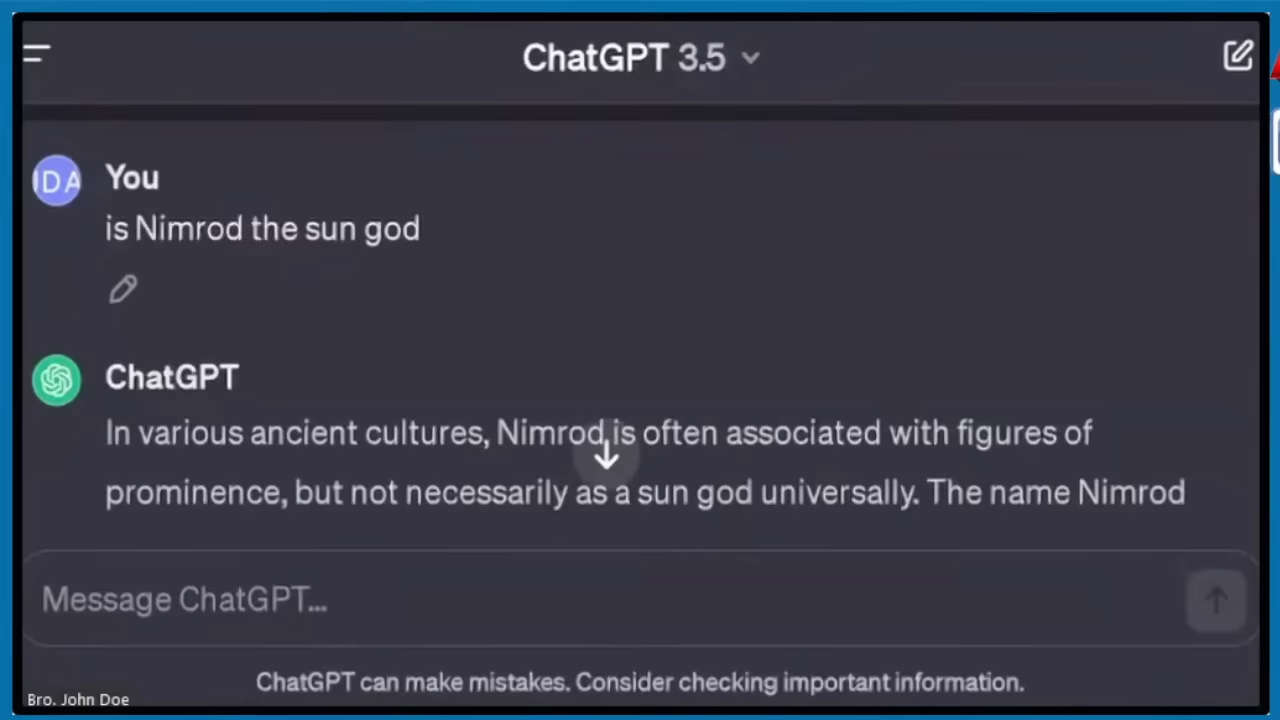 ChatGPT 3.5
DA
You
is Nimrod the sun god
ChatGPT
In various ancient cultures, Nimrod is often associated with figures of
prominence, but not necessarily as a sun god universally. The name Nimrod
Message ChatGPT...
ChatGPT can make mistakes. Consider checking important information.
Bro. John Doe